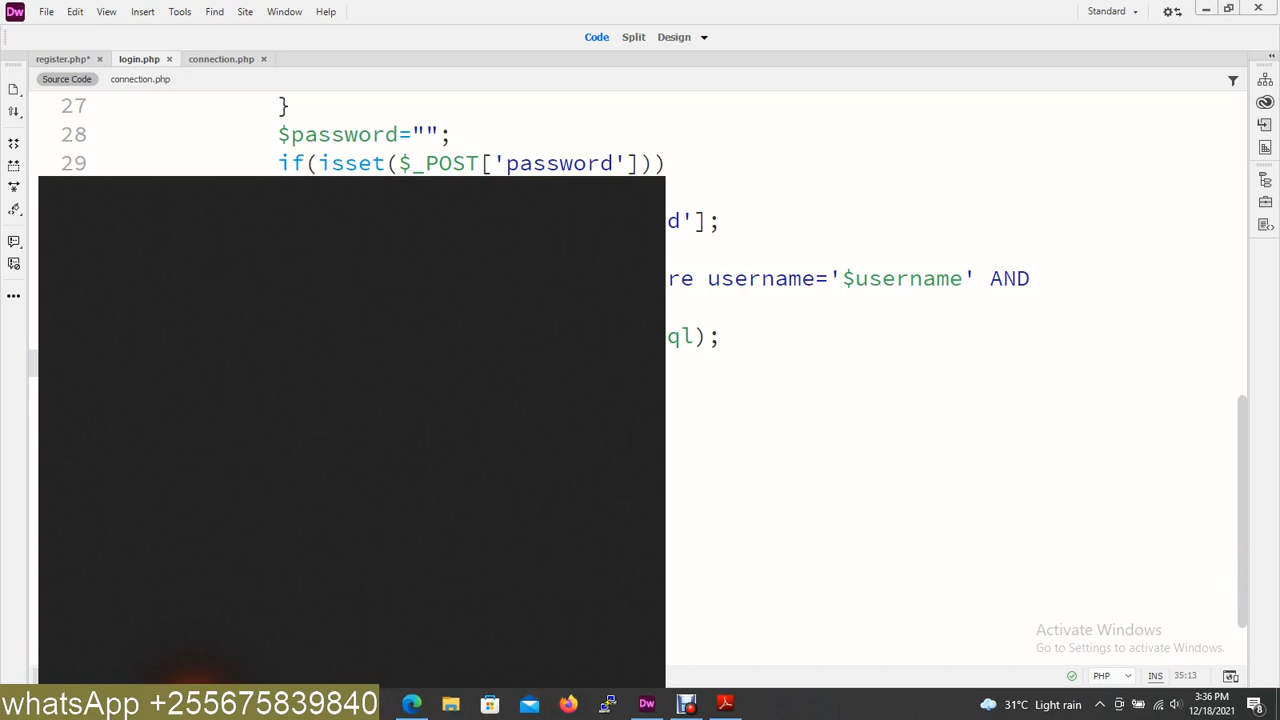 Dw File Edit View Insert Tools Find Site Window Help Standard
Code Split Design
register.php* × login.php × connection.php ×
Source Code connection.php
27 }
28 $password="";
29 if(isset($_POST['password']))
d'];
re username='$username' AND
ql);
Activate Windows
Go to Settings to activate Windows.
PHP INS 35:13
whatsApp +255675839840
Dw 31°C Light rain 3:36 PM
12/18/2021